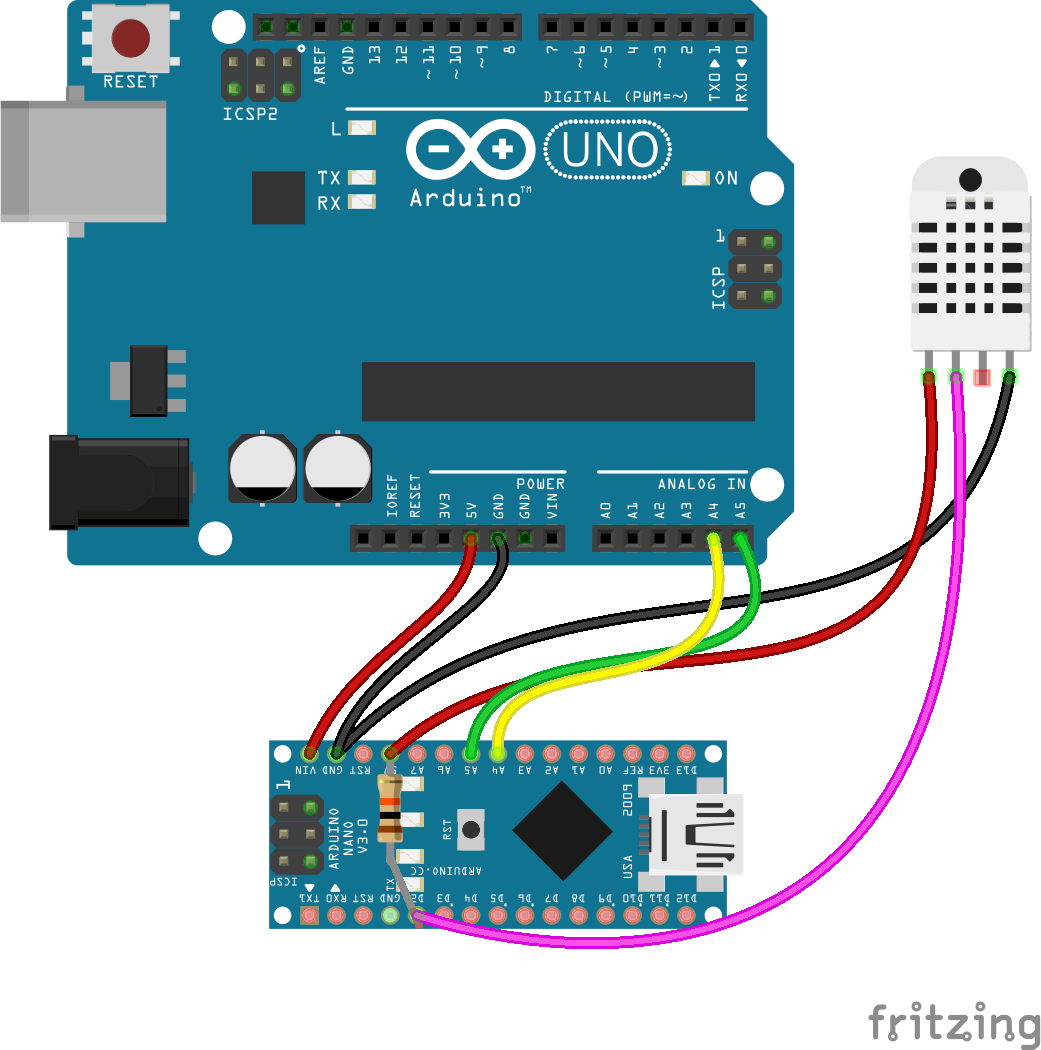 RESET
ICSP2
AREF
GND
13
12
~11
~10
~9
8
7
~6
~5
4
~3
2
TX0▶1
RX0◀0
DIGITAL (PWM=~)
L
TX
RX
Arduino™
UNO
ON
1
ICSP
IOREF
RESET
3V3
5V
GND
GND
VIN
POWER
A0
A1
A2
A3
A4
A5
ANALOG IN
VIN
GND
RST
A7
A6
A5
A4
A3
A2
A1
A0
REF
3V3
D13
1
ICSP
ARDUINO
NANO
V3.0
RST
ARDUINO.CC
USA
TX
TX1
RX0
RST
GND
D2
D3
D4
D5
D6
D7
D8
D9
D10
D11
D12
fritzing